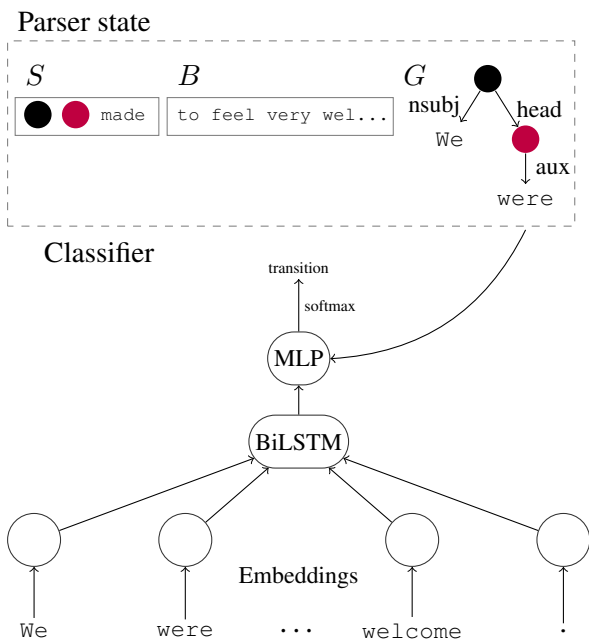 Parser state
S B G
made to feel very wel...
nsubj head
We
aux
were
Classifier
transition
softmax
MLP
BiLSTM
Embeddings
We were ... welcome .